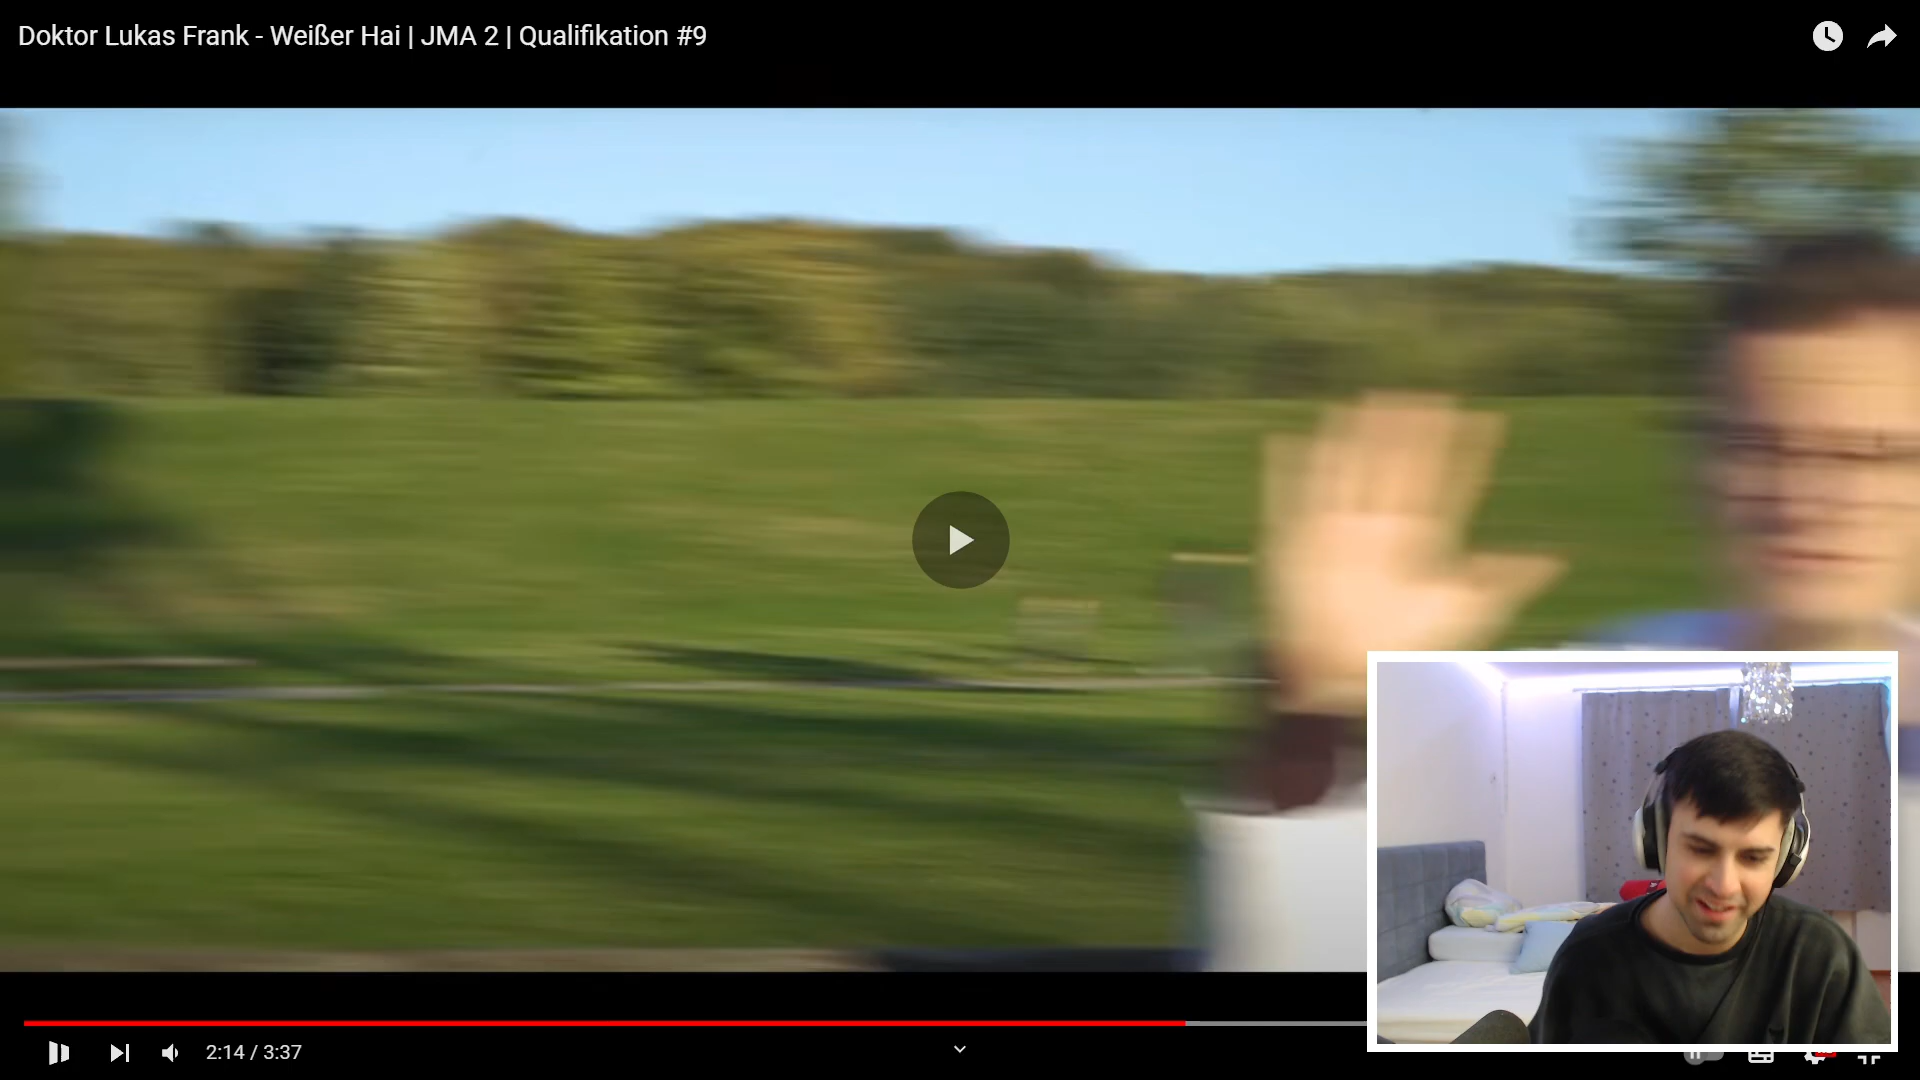 Doktor Lukas Frank - Weißer Hai | JMA 2 | Qualifikation #9
2:14 / 3:37